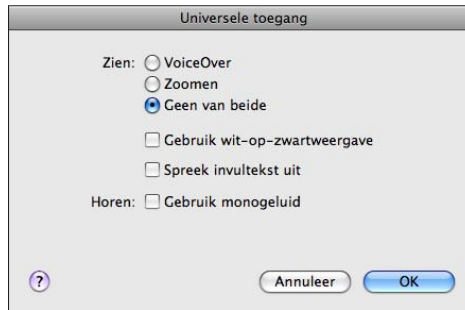 Universele toegang
Zien: VoiceOver
Zoomen
Geen van beide
Gebruik wit-op-zwartweergave
Spreek invultekst uit
Horen: Gebruik monogeluid
? Annuleer OK